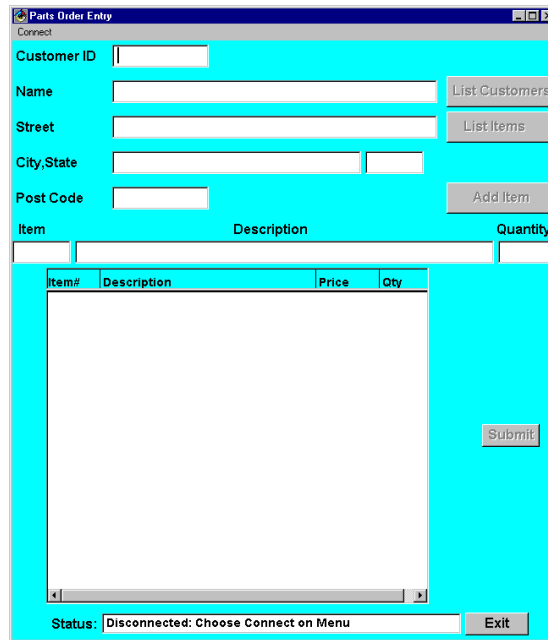 Parts Order Entry
Connect
Customer ID
Name
List Customers
Street
List Items
City,State
Post Code
Add Item
Item Description Quantity
Item# Description Price Qty
Submit
Status: Disconnected: Choose Connect on Menu Exit